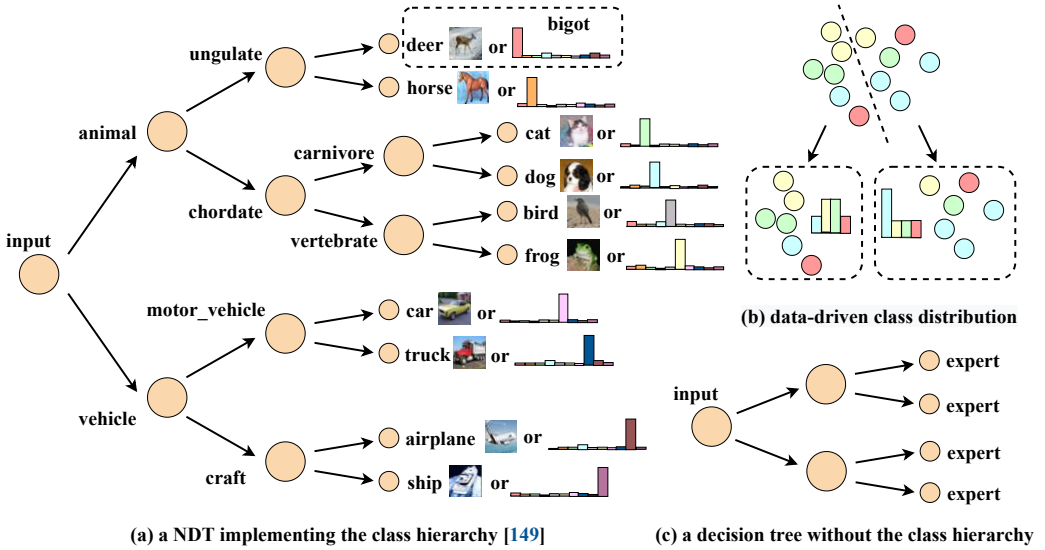 bigot
deer or
ungulate
horse or
animal
cat or
carnivore
dog or
chordate
bird or
vertebrate
input
frog or
motor_vehicle
car or
truck or
vehicle
airplane or
craft
ship or
(a) a NDT implementing the class hierarchy [149]
(b) data-driven class distribution
input
expert
expert
expert
expert
(c) a decision tree without the class hierarchy